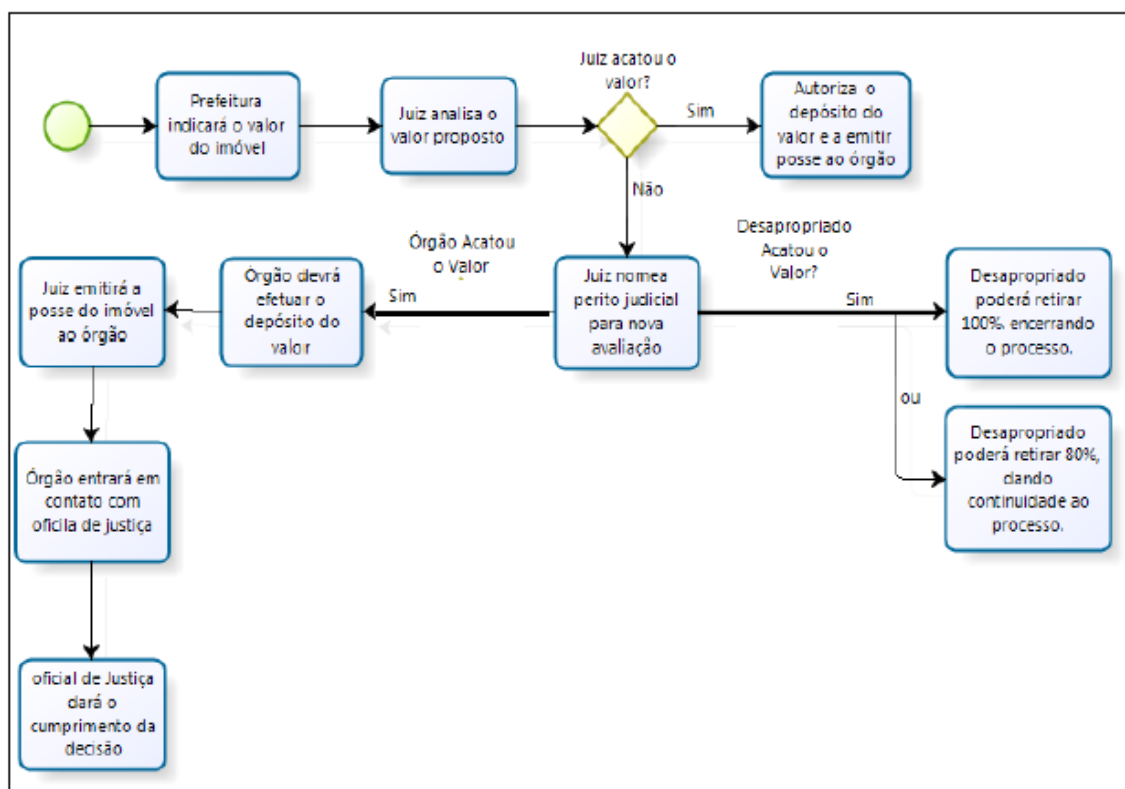 Prefeitura
indicará o valor
do imóvel
Juiz analisa o
valor proposto
Juiz acatou o
valor?
Sim
Autoriza o
depósito do
valor e a emitir
posse ao órgão
Não
Juiz emitirá a
posse do imóvel
ao órgão
Órgão devrá
efetuar o
depósito do
valor
Órgão Acatou
o Valor
Sim
Juiz nomea
perito judicial
para nova
avaliação
Desapropriado
Acatou o
Valor?
Sim
Desapropriado
poderá retirar
100%. encerrando
o processo.
ou
Desapropriado
poderá retirar 80%,
dando
continuidade ao
processo.
Órgão entrará em
contato com
oficila de justiça
oficial de Justiça
dará o
cumprimento da
decisão